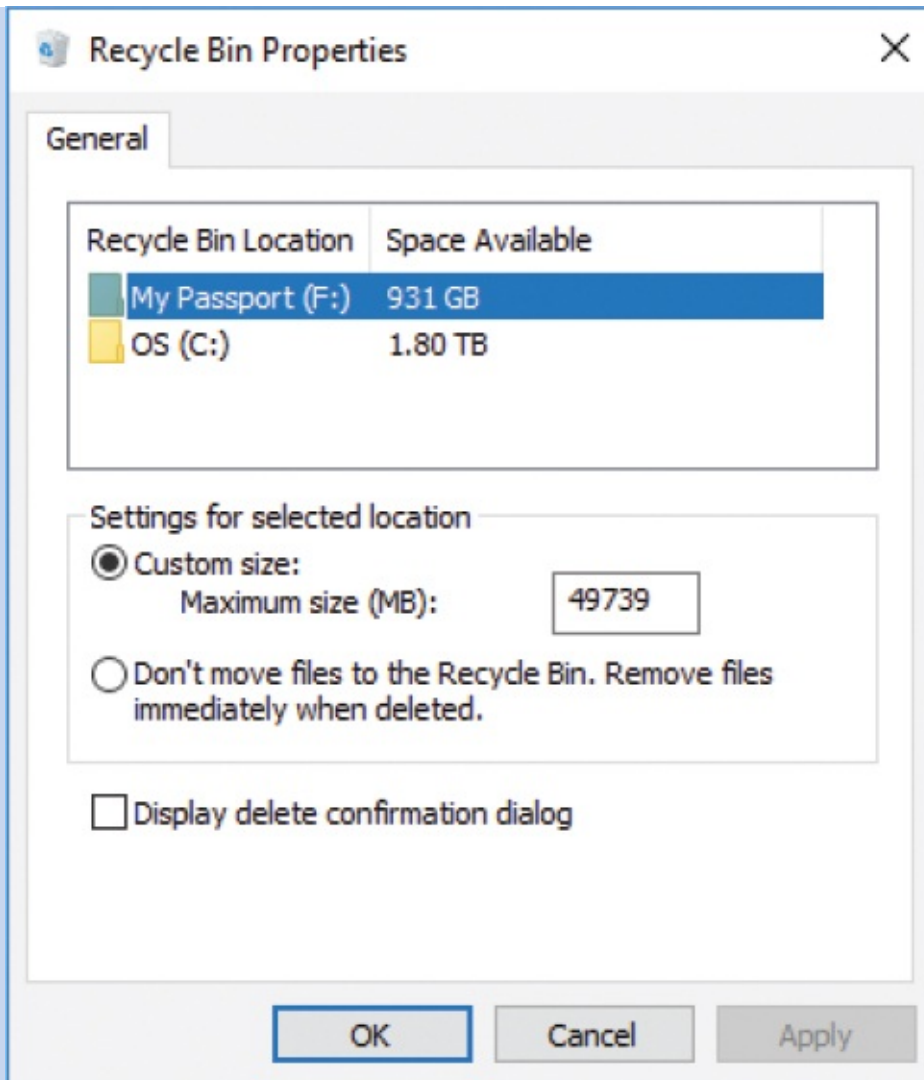 Recycle Bin Properties
General
Recycle Bin Location Space Available
My Passport (F:) 931 GB
OS (C:) 1.80 TB
Settings for selected location
Custom size:
Maximum size (MB): 49739
Don't move files to the Recycle Bin. Remove files
immediately when deleted.
Display delete confirmation dialog
OK Cancel Apply